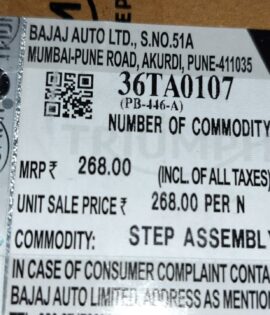 BAJAJ AUTO LTD., S.NO.51A
MUMBAI-PUNE ROAD, AKURDI, PUNE-411035
36TA0107
(PB-446-A)
NUMBER OF COMMODITY
MRP ₹ 268.00 (INCL. OF ALL TAXES)
UNIT SALE PRICE ₹ 268.00 PER N
COMMODITY: STEP ASSEMBLY
IN CASE OF CONSUMER COMPLAINT CONTA
BAJAJ AUTO LIMITED, ADDRESS AS MENTIO